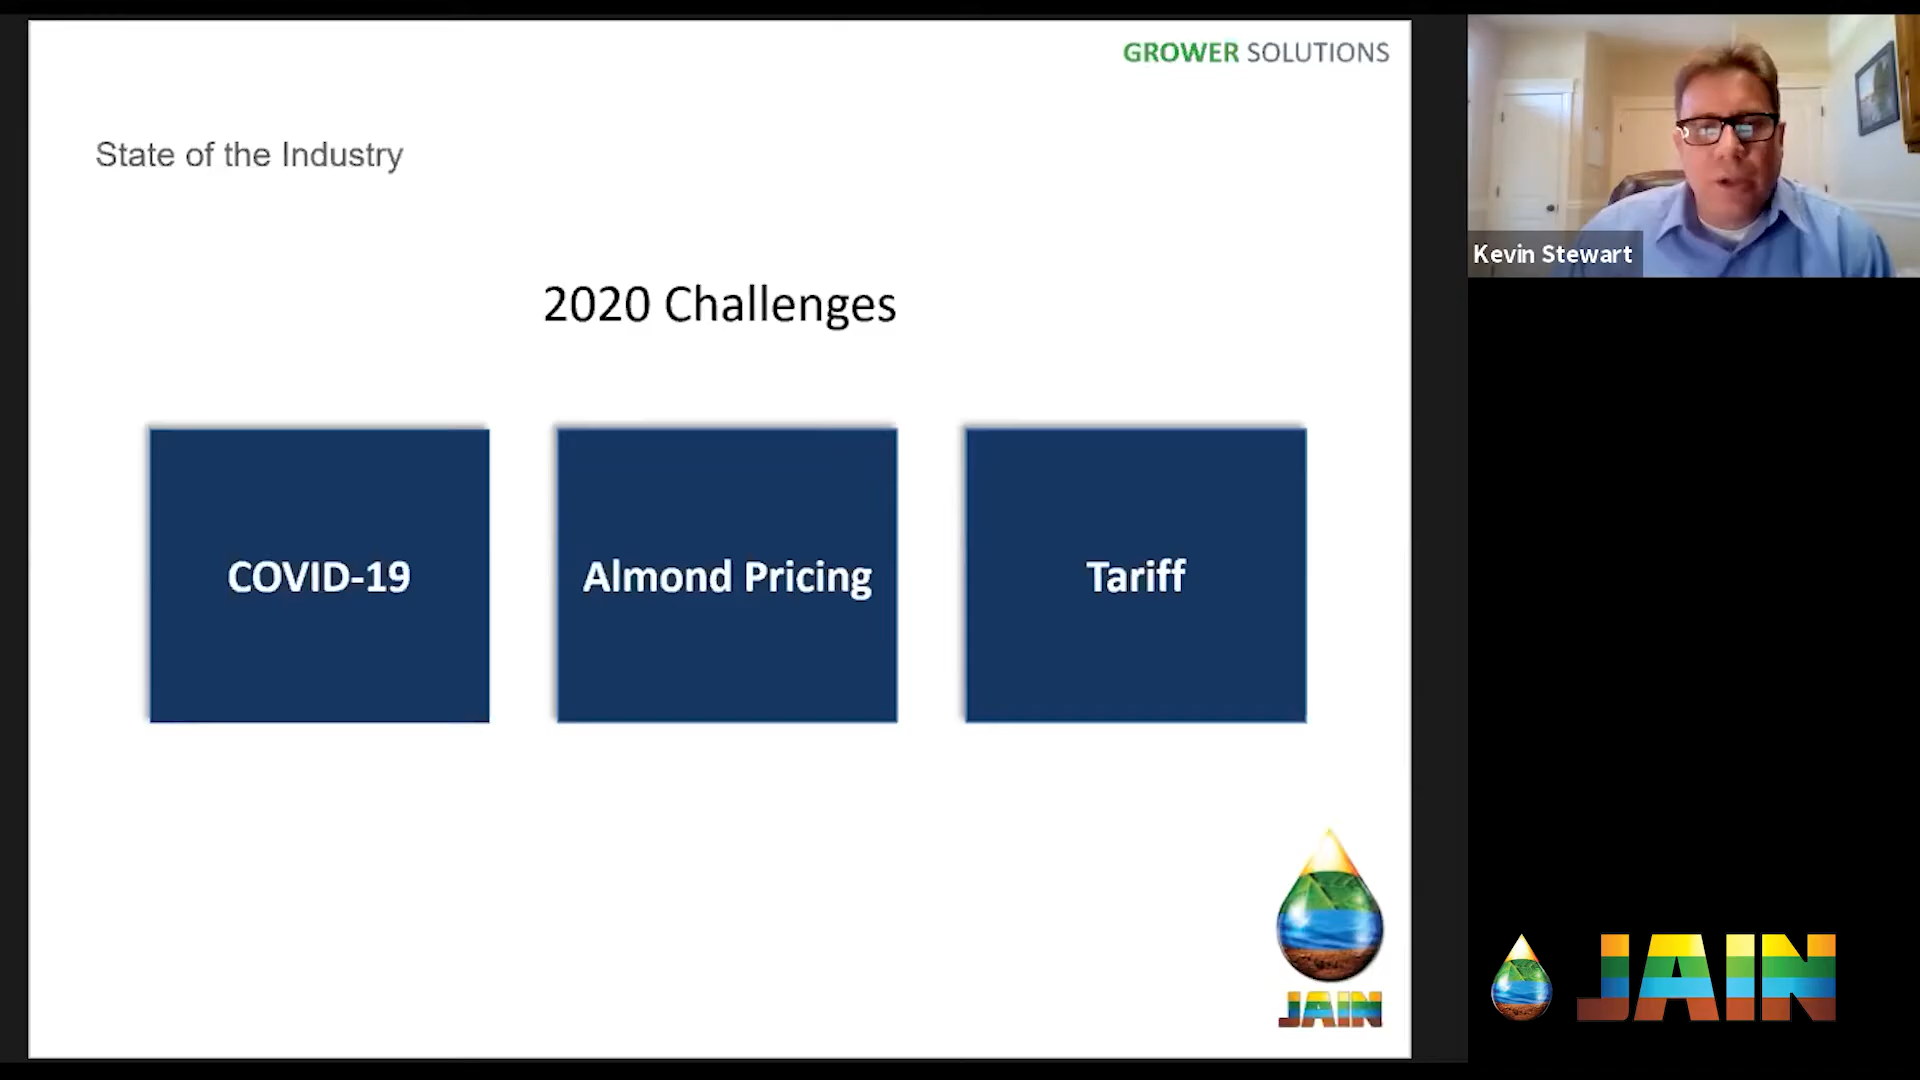 GROWER SOLUTIONS
State of the Industry
2020 Challenges
COVID-19
Almond Pricing
Tariff
JAIN
Kevin Stewart
JAIN